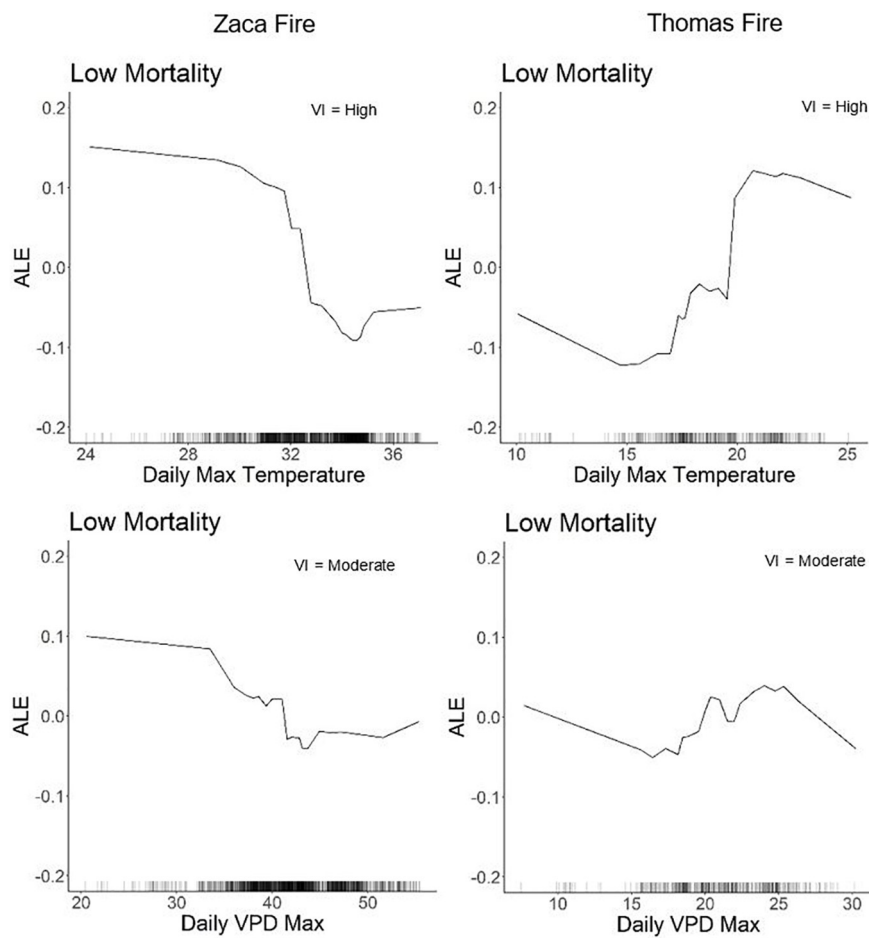 Zaca Fire
Thomas Fire
Low Mortality
VI = High
0.2
0.1
0.0
-0.1
-0.2
ALE
24
28
32
36
Daily Max Temperature
Low Mortality
VI = High
0.2
0.1
0.0
-0.1
-0.2
ALE
10
15
20
25
Daily Max Temperature
Low Mortality
VI = Moderate
0.2
0.1
0.0
-0.1
-0.2
ALE
20
30
40
50
Daily VPD Max
Low Mortality
VI = Moderate
0.2
0.1
0.0
-0.1
-0.2
ALE
10
15
20
25
30
Daily VPD Max